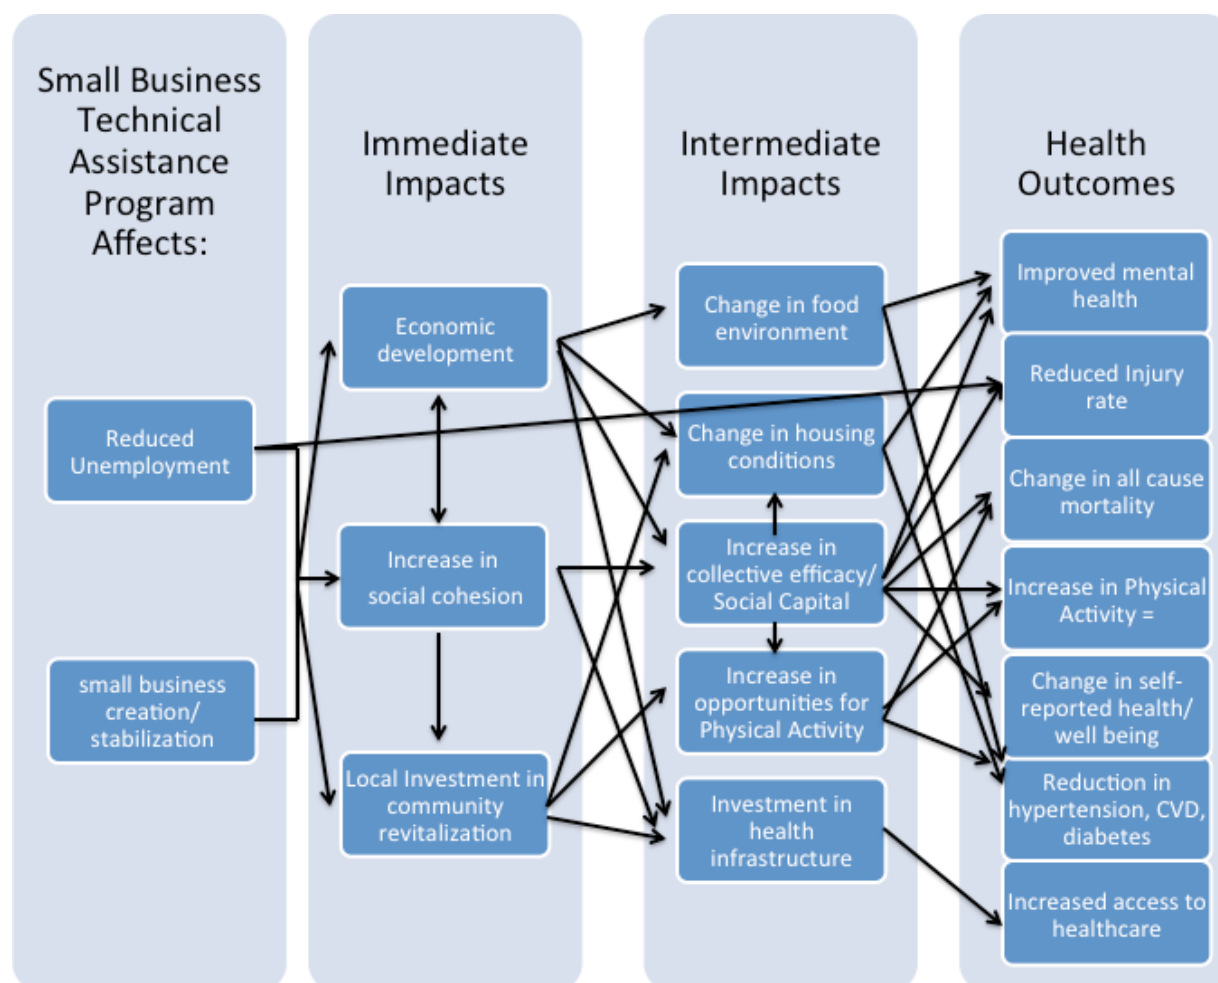 Small Business
Technical
Assistance
Program
Affects:
Reduced
Unemployment
small business
creation/
stabilization
Immediate
Impacts
Economic
development
Increase in
social cohesion
Local Investment in
community
revitalization
Intermediate
Impacts
Change in food
environment
Change in housing
conditions
Increase in
collective efficacy/
Social Capital
Increase in
opportunities for
Physical Activity
Investment in
health
infrastructure
Health
Outcomes
Improved mental
health
Reduced Injury
rate
Change in all cause
mortality
Increase in Physical
Activity =
Change in self-
reported health/
well being
Reduction in
hypertension, CVD,
diabetes
Increased access to
healthcare